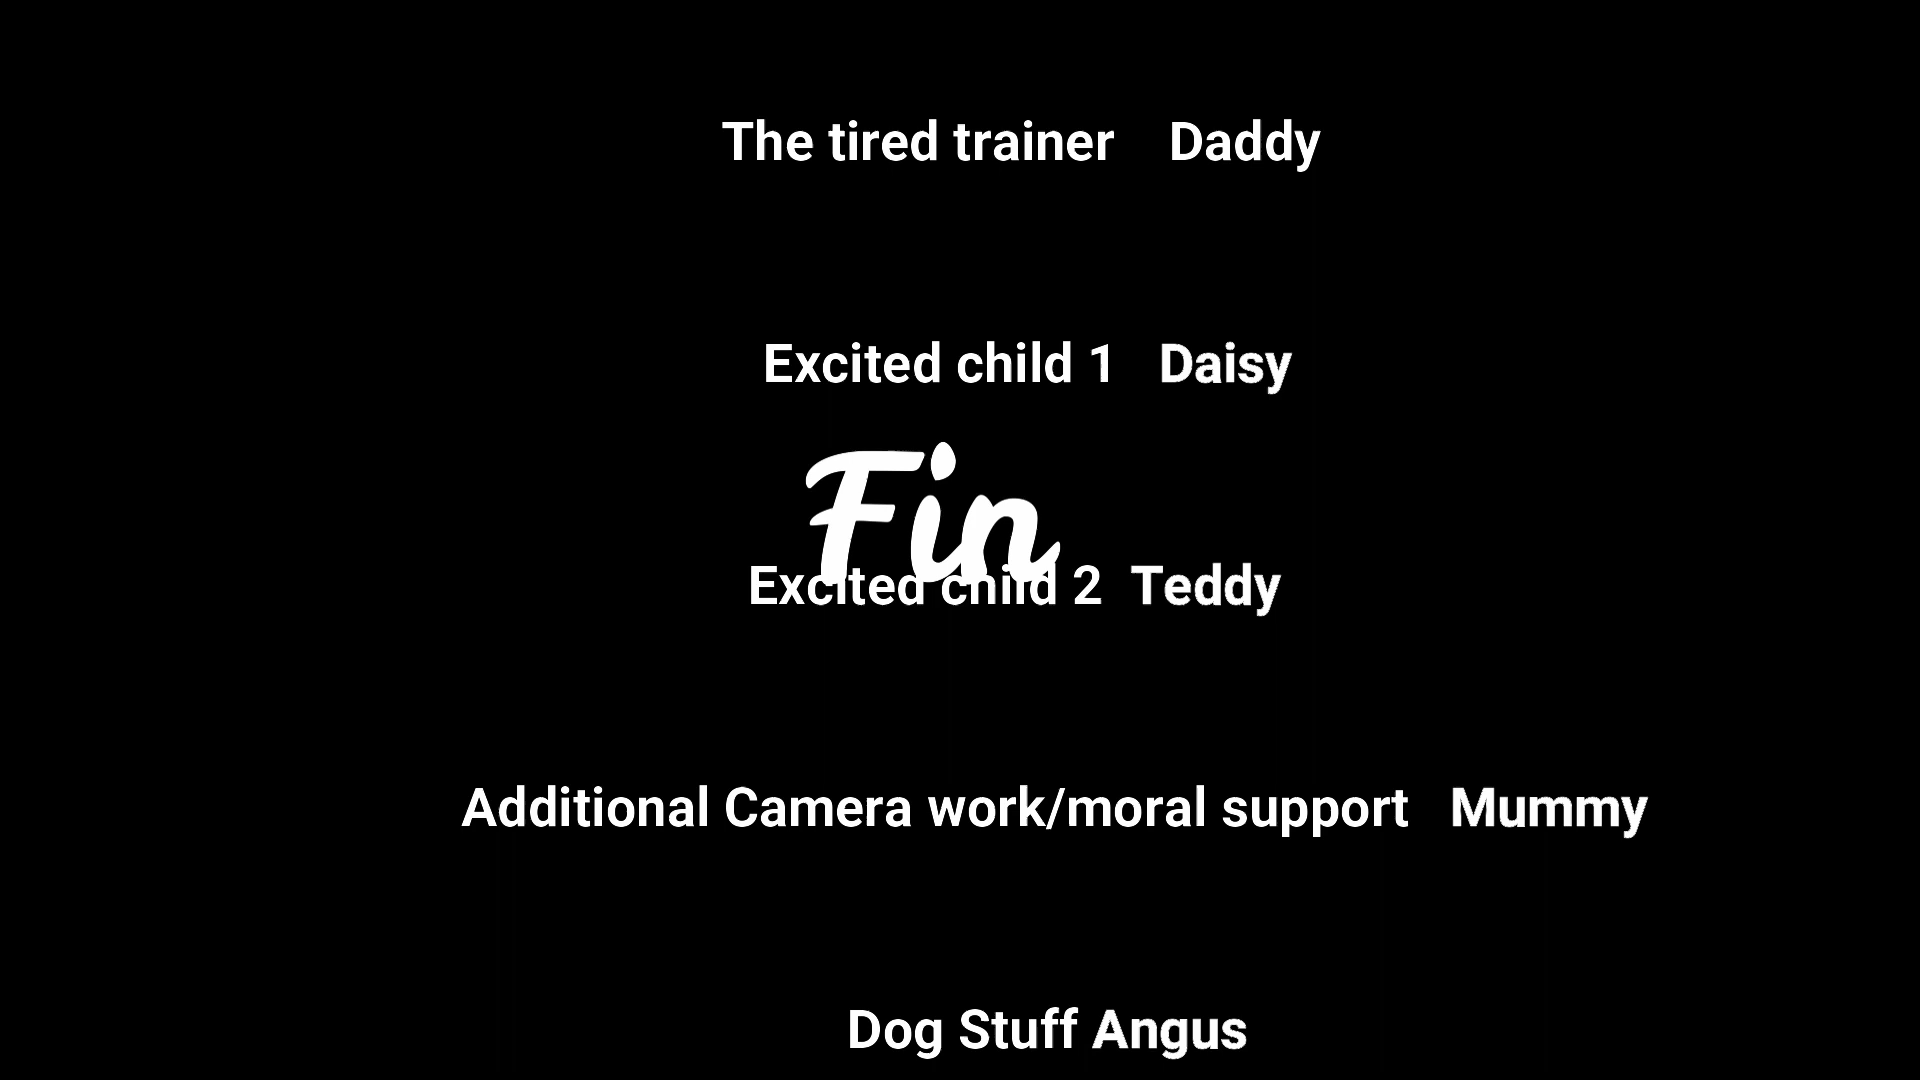 The tired trainer Daddy
Excited child 1 Daisy
Fin
Excited child 2 Teddy
Additional Camera work/moral support Mummy
Dog Stuff Angus